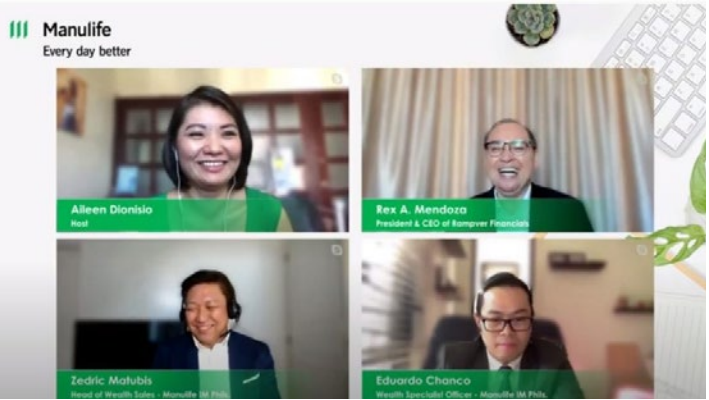 Manulife
Every day better
Aileen Dionisio
Host
Rex A. Mendoza
President & CEO of Rampver Financials
Zedric Matubis
Head of Wealth Sales - Manulife IM Phils.
Eduardo Chanco
Wealth Specialist Officer - Manulife IM Phils.